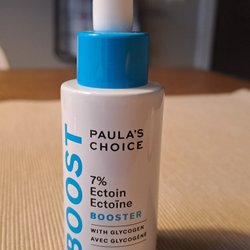 BOOST
PAULA'S
CHOICE
7%
Ectoin
Ectoïne
BOOSTER
WITH GLYCOGEN
AVEC GLYCOGÈNE